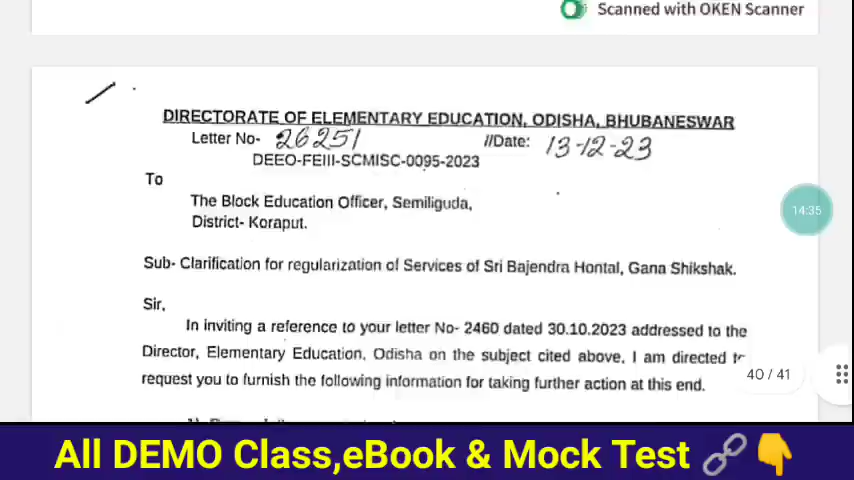 Scanned with OKEN Scanner
DIRECTORATE OF ELEMENTARY EDUCATION, ODISHA, BHUBANESWAR
Letter No- 26251 //Date: 13-12-23
DEEO-FEIII-SCMISC-0095-2023
To
The Block Education Officer, Semiliguda,
District- Koraput.
Sub- Clarification for regularization of Services of Sri Bajendra Hontal, Gana Shikshak.
Sir,
In inviting a reference to your letter No- 2460 dated 30.10.2023 addressed to the
Director, Elementary Education, Odisha on the subject cited above, I am directed
request you to furnish the following information for taking further action at this end.
14:35
40 / 41
All DEMO Class,eBook & Mock Test 🔗👇